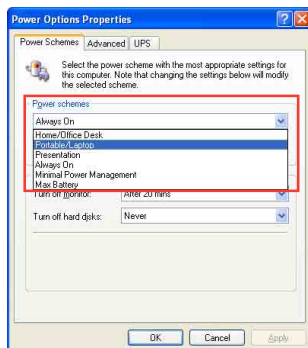 Power Options Properties
Power Schemes Advanced UPS
Select the power scheme with the most appropriate settings for
this computer. Note that changing the settings below will modify
the selected scheme.
Power schemes
Always On
Home/Office Desk
Portable/Laptop
Presentation
Always On
Minimal Power Management
Max Battery
Turn off monitor: After 20 mins
Turn off hard disks: Never
OK Cancel Apply